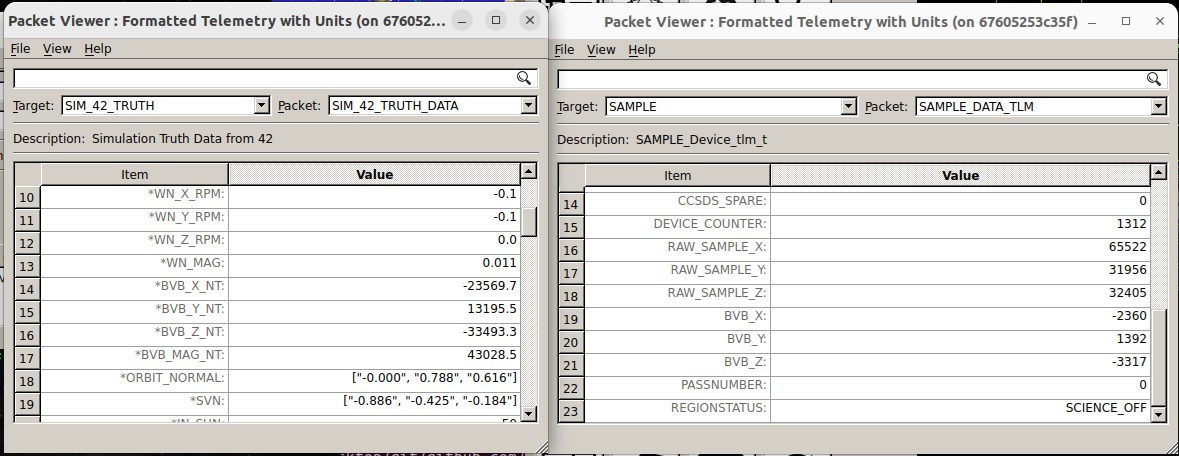 Packet Viewer : Formatted Telemetry with Units (on 676052...
File View Help
Target: SIM_42_TRUTH Packet: SIM_42_TRUTH_DATA
Description: Simulation Truth Data from 42
Item Value
10 *WN_X_RPM: -0.1
11 *WN_Y_RPM: -0.1
12 *WN_Z_RPM: 0.0
13 *WN_MAG: 0.011
14 *BVB_X_NT: -23569.7
15 *BVB_Y_NT: 13195.5
16 *BVB_Z_NT: -33493.3
17 *BVB_MAG_NT: 43028.5
18 *ORBIT_NORMAL: ["-0.000", "0.788", "0.616"]
19 *SVN: ["-0.886", "-0.425", "-0.184"]
Packet Viewer : Formatted Telemetry with Units (on 67605253c35f)
File View Help
Target: SAMPLE Packet: SAMPLE_DATA_TLM
Description: SAMPLE_Device_tlm_t
Item Value
14 CCSDS_SPARE: 0
15 DEVICE_COUNTER: 1312
16 RAW_SAMPLE_X: 65522
17 RAW_SAMPLE_Y: 31956
18 RAW_SAMPLE_Z: 32405
19 BVB_X: -2360
20 BVB_Y: 1392
21 BVB_Z: -3317
22 PASSNUMBER: 0
23 REGIONSTATUS: SCIENCE_OFF